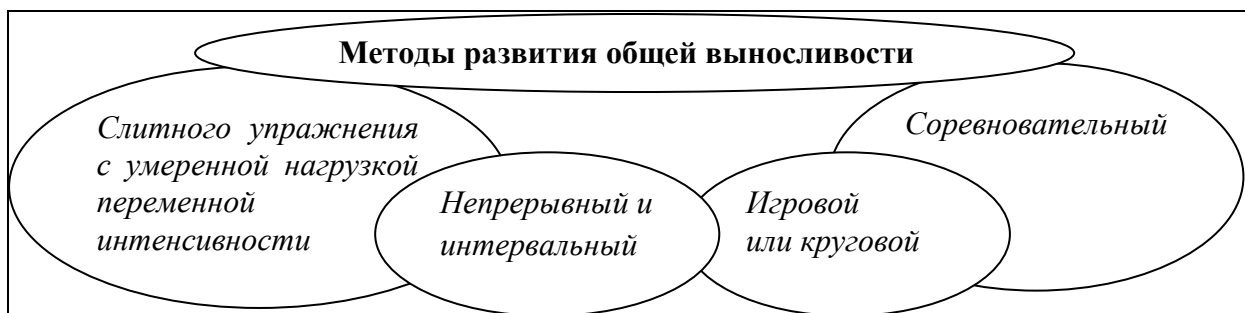 Методы развития общей выносливости
Слитного упражнения
с умеренной нагрузкой
переменной
интенсивности
Непрерывный и
интервальный
Игровой
или круговой
Соревновательный